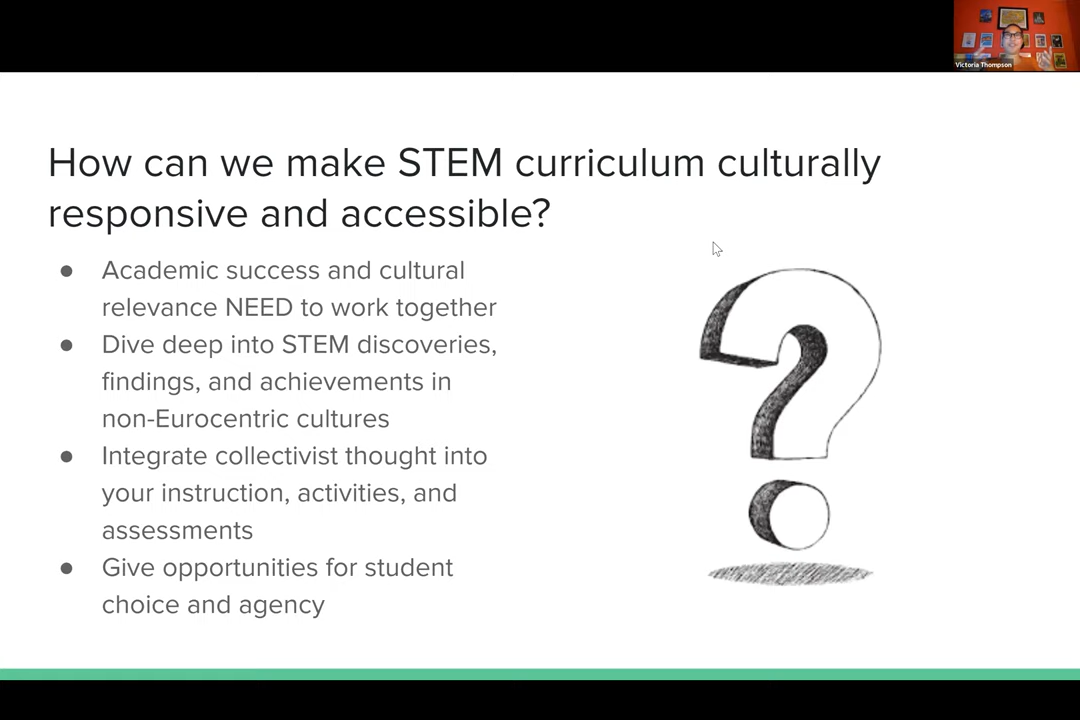 Victoria Thompson
How can we make STEM curriculum culturally
responsive and accessible?
● Academic success and cultural
relevance NEED to work together
● Dive deep into STEM discoveries,
findings, and achievements in
non-Eurocentric cultures
● Integrate collectivist thought into
your instruction, activities, and
assessments
● Give opportunities for student
choice and agency
?